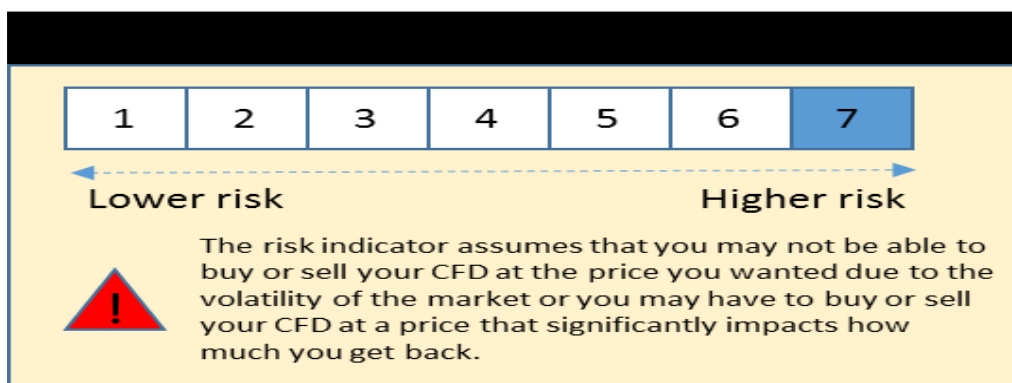 1 2 3 4 5 6 7
Lower risk Higher risk
The risk indicator assumes that you may not be able to
buy or sell your CFD at the price you wanted due to the
volatility of the market or you may have to buy or sell
your CFD at a price that significantly impacts how
much you get back.
!